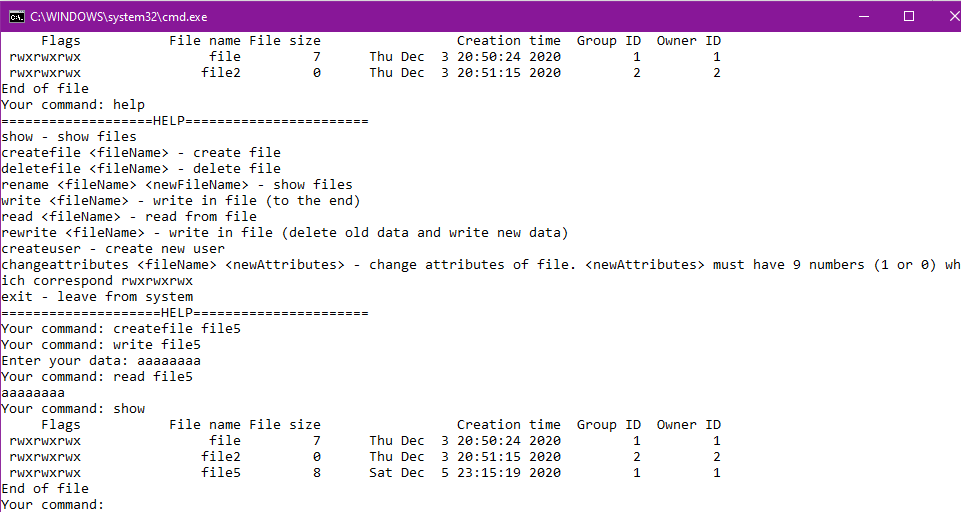 C:\WINDOWS\system32\cmd.exe
Flags File name File size Creation time Group ID Owner ID
rwxrwxrwx file 7 Thu Dec 3 20:50:24 2020 1 1
rwxrwxrwx file2 0 Thu Dec 3 20:51:15 2020 2 2
End of file
Your command: help
===================HELP=======================
show - show files
createfile <fileName> - create file
deletefile <fileName> - delete file
rename <fileName> <newFileName> - show files
write <fileName> - write in file (to the end)
read <fileName> - read from file
rewrite <fileName> - write in file (delete old data and write new data)
createuser - create new user
changeattributes <fileName> <newAttributes> - change attributes of file. <newAttributes> must have 9 numbers (1 or 0) wh
ich correspond rwxrwxrwx
exit - leave from system
====================HELP======================
Your command: createfile file5
Your command: write file5
Enter your data: aaaaaaaa
Your command: read file5
aaaaaaaa
Your command: show
Flags File name File size Creation time Group ID Owner ID
rwxrwxrwx file 7 Thu Dec 3 20:50:24 2020 1 1
rwxrwxrwx file2 0 Thu Dec 3 20:51:15 2020 2 2
rwxrwxrwx file5 8 Sat Dec 5 23:15:19 2020 1 1
End of file
Your command: